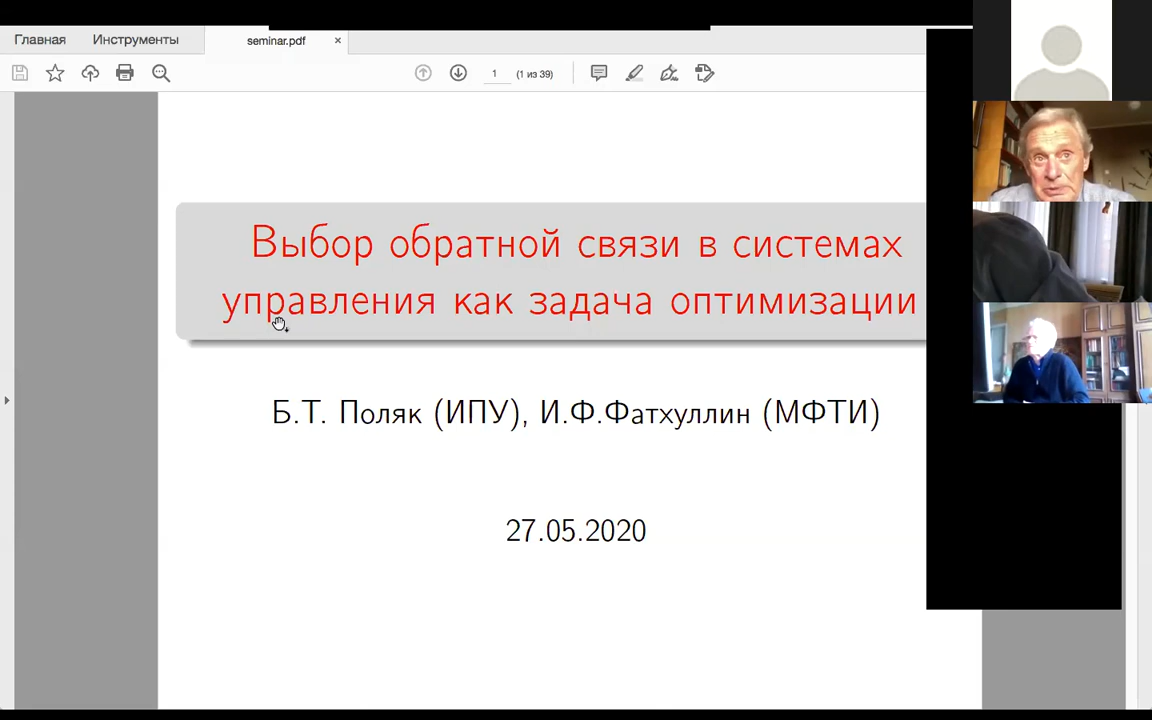 Главная Инструменты seminar.pdf ×
1 (1 из 39)
Выбор обратной связи в системах
управления как задача оптимизации
Б.Т. Поляк (ИПУ), И.Ф.Фатхуллин (МФТИ)
27.05.2020